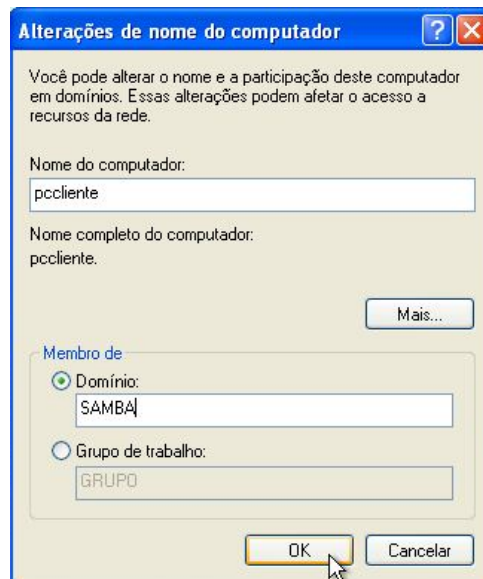 Alterações de nome do computador
Você pode alterar o nome e a participação deste computador
em domínios. Essas alterações podem afetar o acesso a
recursos da rede.
Nome do computador:
pccliente
Nome completo do computador:
pccliente.
Mais...
Membro de
Domínio:
SAMBA
Grupo de trabalho:
GRUPO
OK
Cancelar